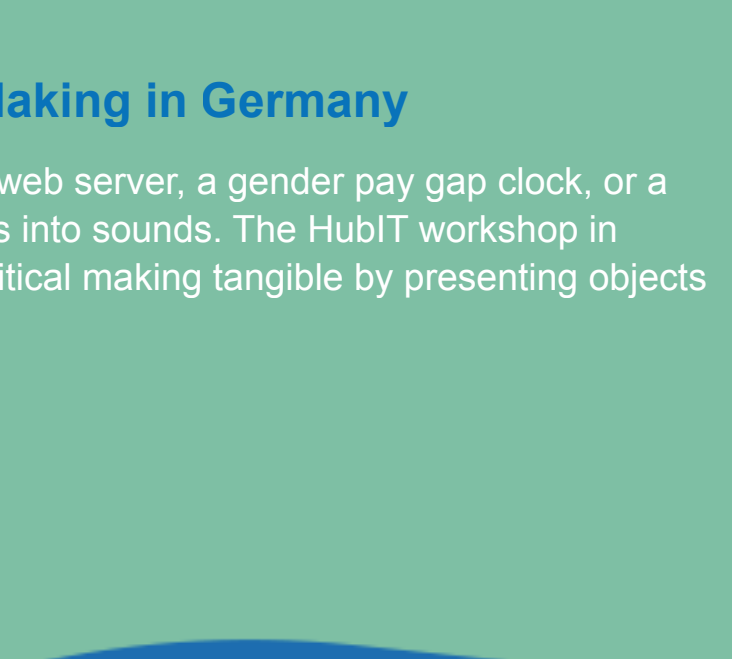 Making in Germany
web server, a gender pay gap clock, or a
s into sounds. The HubIT workshop in
itical making tangible by presenting objects